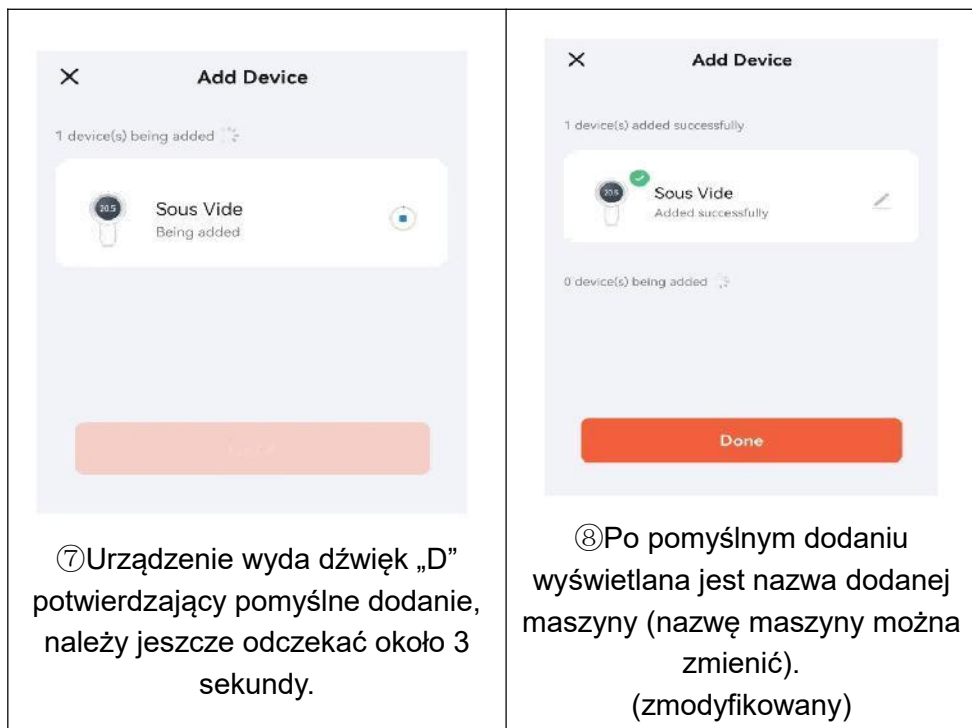 Add Device
1 device(s) being added
20.5
Sous Vide
Being added
⑦Urządzenie wyda dźwięk „D”
potwierdzający pomyślne dodanie,
należy jeszcze odczekać około 3
sekundy.
Add Device
1 device(s) added successfully
20.5
Sous Vide
Added successfully
0 device(s) being added
Done
⑧Po pomyślnym dodaniu
wyświetlana jest nazwa dodanej
maszyny (nazwę maszyny można
zmienić).
(zmodyfikowany)